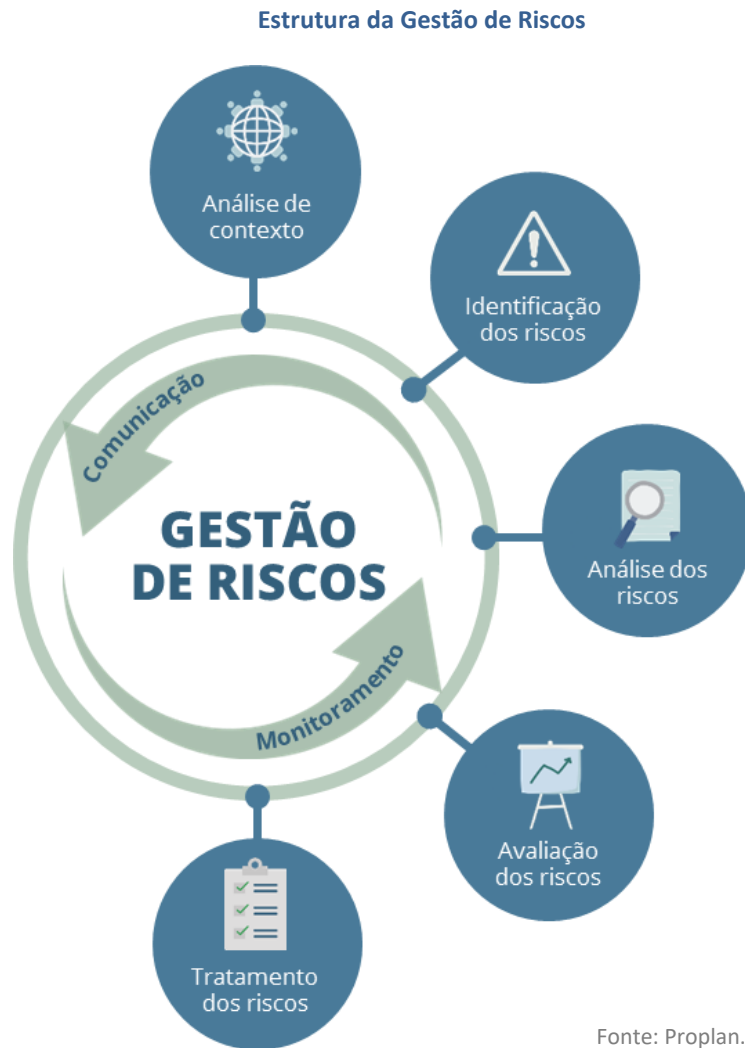 Estrutura da Gestão de Riscos
Análise de
contexto
Identificação
dos riscos
Comunicação
GESTÃO
DE RISCOS
Análise dos
riscos
Monitoramento
Avaliação
dos riscos
Tratamento
dos riscos
Fonte: Proplan.